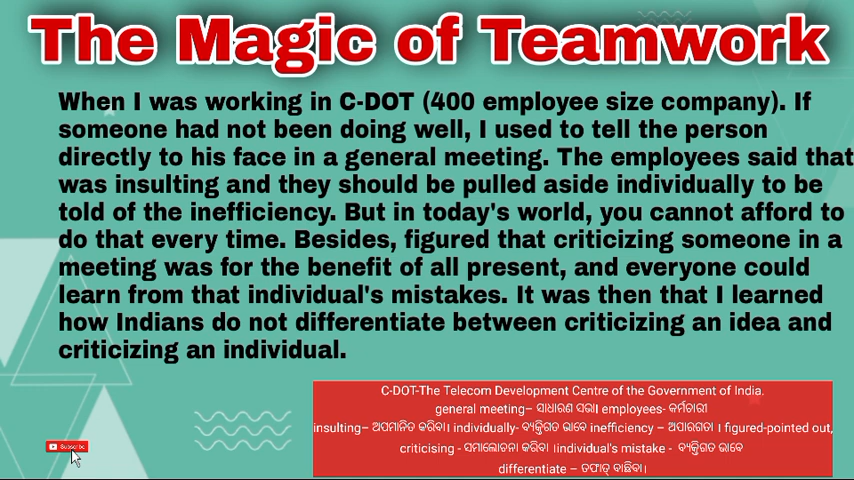 The Magic of Teamwork
When I was working in C-DOT (400 employee size company). If
someone had not been doing well, I used to tell the person
directly to his face in a general meeting. The employees said that
was insulting and they should be pulled aside individually to be
told of the inefficiency. But in today's world, you cannot afford to
do that every time. Besides, figured that criticizing someone in a
meeting was for the benefit of all present, and everyone could
learn from that individual's mistakes. It was then that I learned
how Indians do not differentiate between criticizing an idea and
criticizing an individual.
C-DOT-The Telecom Development Centre of the Government of India.
general meeting– ସାଧାରଣ ସଭା। employees- କର୍ମଚାରୀ
insulting– ଅପମାନିତ କରିବା। individually- ବ୍ୟକ୍ତିଗତ ଭାବେ inefficiency – ଅପାରଗତା । figured-pointed out,
criticising - ସମାଲୋଚନା କରିବା ।individual's mistake - ବ୍ୟକ୍ତିଗତ ଭାବେ
differentiate – ତଫାତ୍ ବାଛିବା।
Subscribe